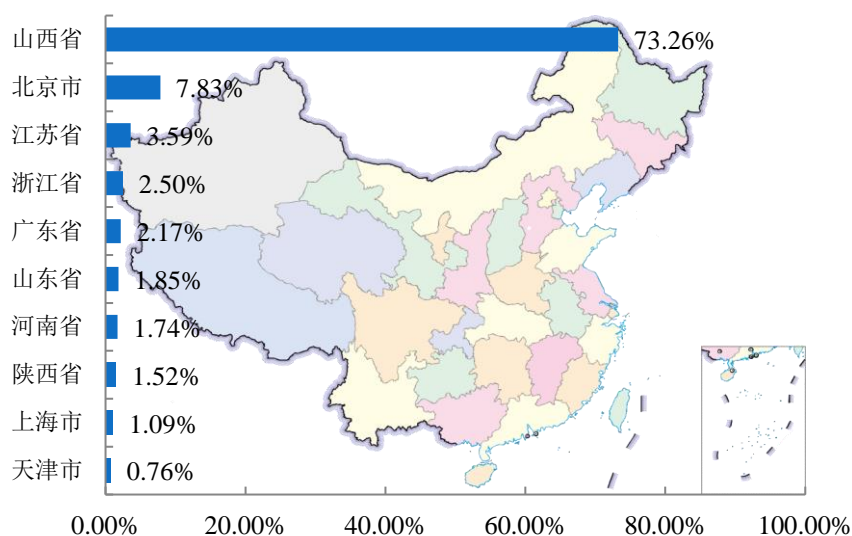 山西省 73.26%
北京市 7.83%
江苏省 3.59%
浙江省 2.50%
广东省 2.17%
山东省 1.85%
河南省 1.74%
陕西省 1.52%
上海市 1.09%
天津市 0.76%
0.00% 20.00% 40.00% 60.00% 80.00% 100.00%